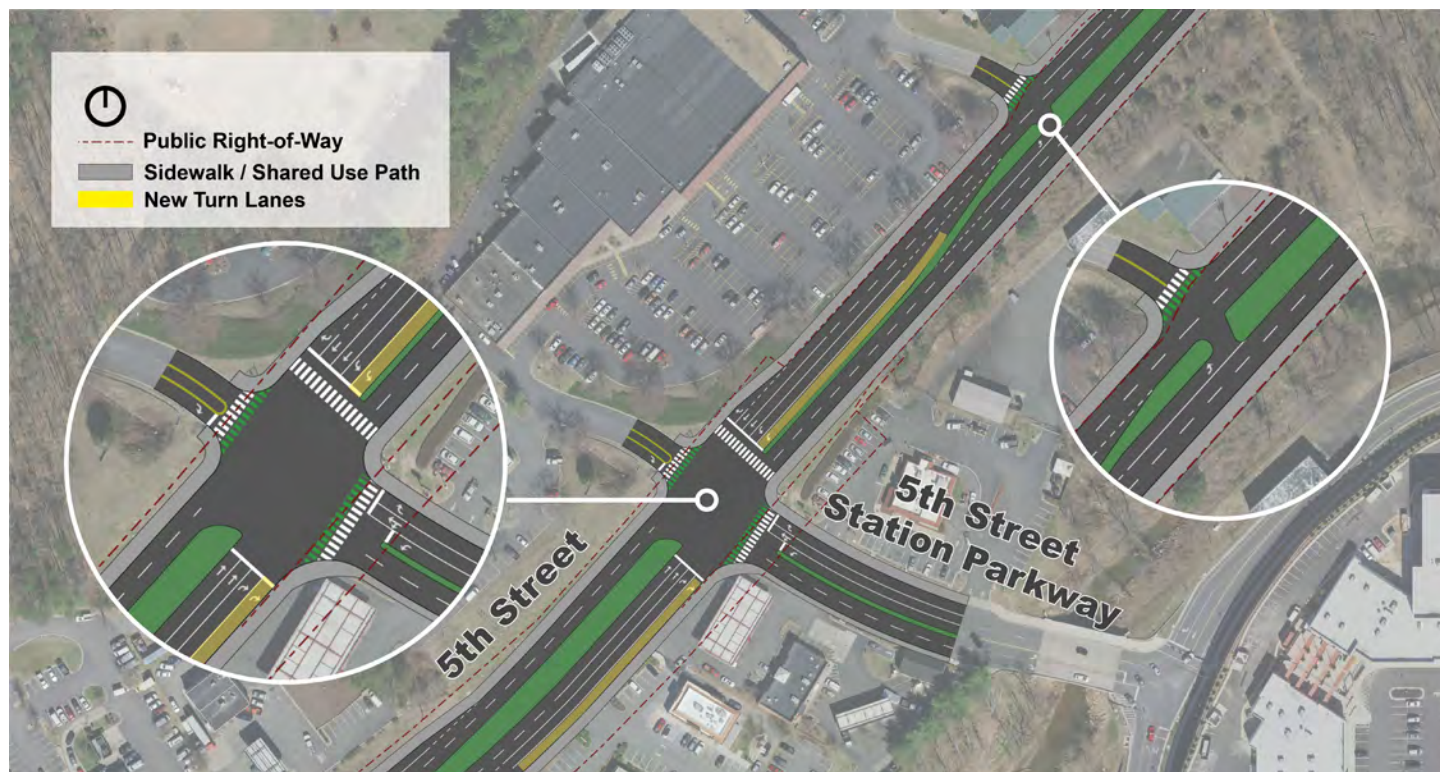 Public Right-of-Way
Sidewalk / Shared Use Path
New Turn Lanes
5th Street
5th Street
Station Parkway